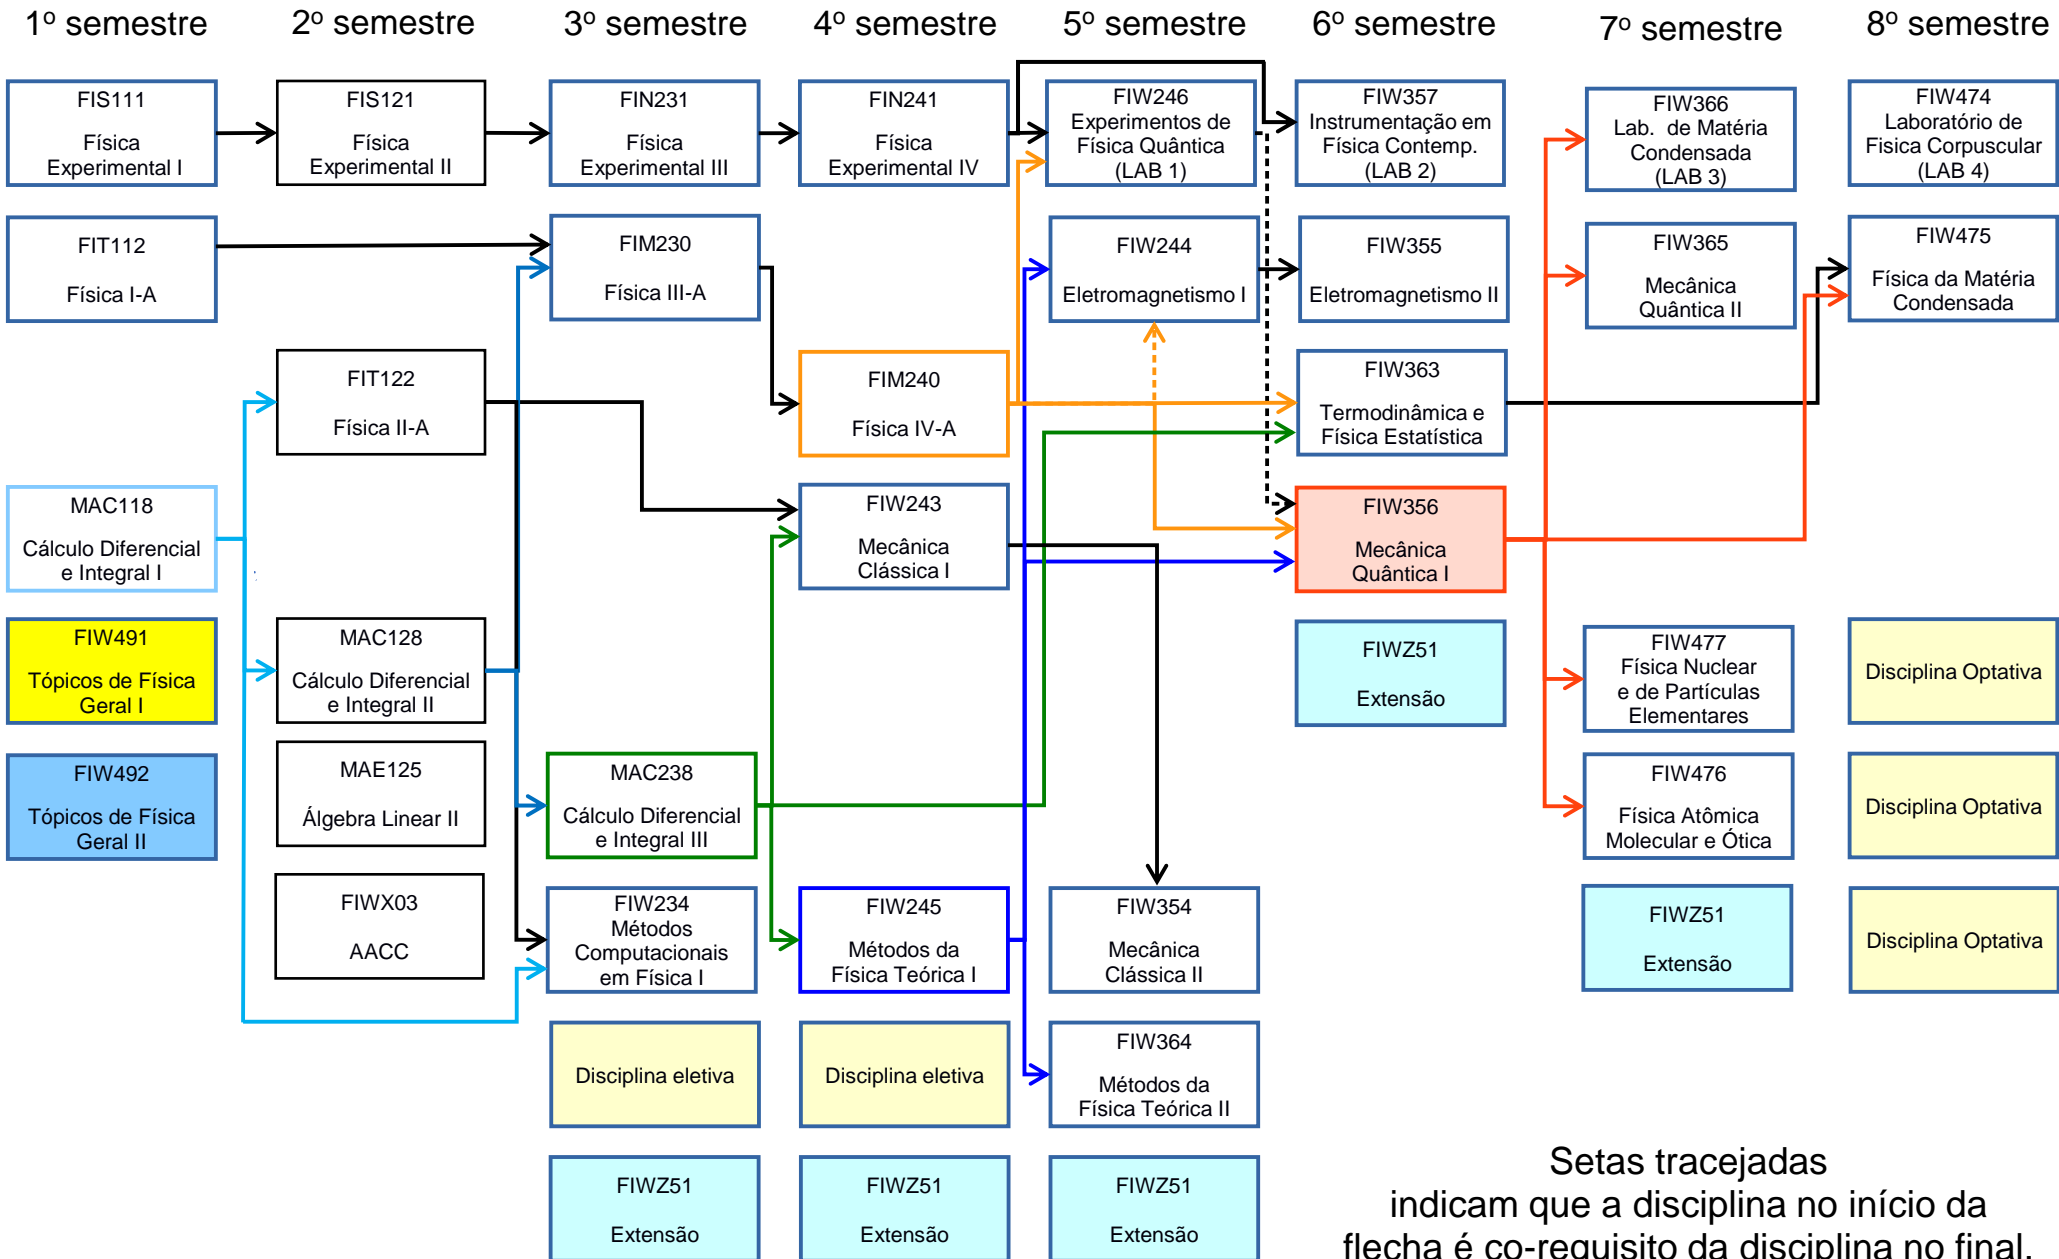 1º semestre
2º semestre
3º semestre
4º semestre
5º semestre
6º semestre
7º semestre
8º semestre
FIS111
Física
Experimental I
FIT112
Física I-A
MAC118
Cálculo Diferencial
e Integral I
FIW491
Tópicos de Física
Geral I
FIW492
Tópicos de Física
Geral II
FIS121
Física
Experimental II
FIT122
Física II-A
MAC128
Cálculo Diferencial
e Integral II
MAE125
Álgebra Linear II
FIWX03
AACC
FIN231
Física
Experimental III
FIM230
Física III-A
MAC238
Cálculo Diferencial
e Integral III
FIW234
Métodos
Computacionais
em Física I
Disciplina eletiva
FIWZ51
Extensão
FIN241
Física
Experimental IV
FIM240
Física IV-A
FIW243
Mecânica
Clássica I
FIW245
Métodos da
Física Teórica I
Disciplina eletiva
FIWZ51
Extensão
FIW246
Experimentos de
Física Quântica
(LAB 1)
FIW244
Eletromagnetismo I
FIW354
Mecânica
Clássica II
FIW364
Métodos da
Física Teórica II
FIWZ51
Extensão
FIW357
Instrumentação em
Física Contemp.
(LAB 2)
FIW355
Eletromagnetismo II
FIW363
Termodinâmica e
Física Estatística
FIW356
Mecânica
Quântica I
FIWZ51
Extensão
FIW366
Lab. de Matéria
Condensada
(LAB 3)
FIW365
Mecânica
Quântica II
FIW477
Física Nuclear
e de Partículas
Elementares
FIW476
Física Atômica
Molecular e Ótica
FIWZ51
Extensão
FIW474
Laboratório de
Fisica Corpuscular
(LAB 4)
FIW475
Física da Matéria
Condensada
Disciplina Optativa
Disciplina Optativa
Disciplina Optativa
Setas tracejadas
indicam que a disciplina no início da
flecha é co-requisito da disciplina no final.